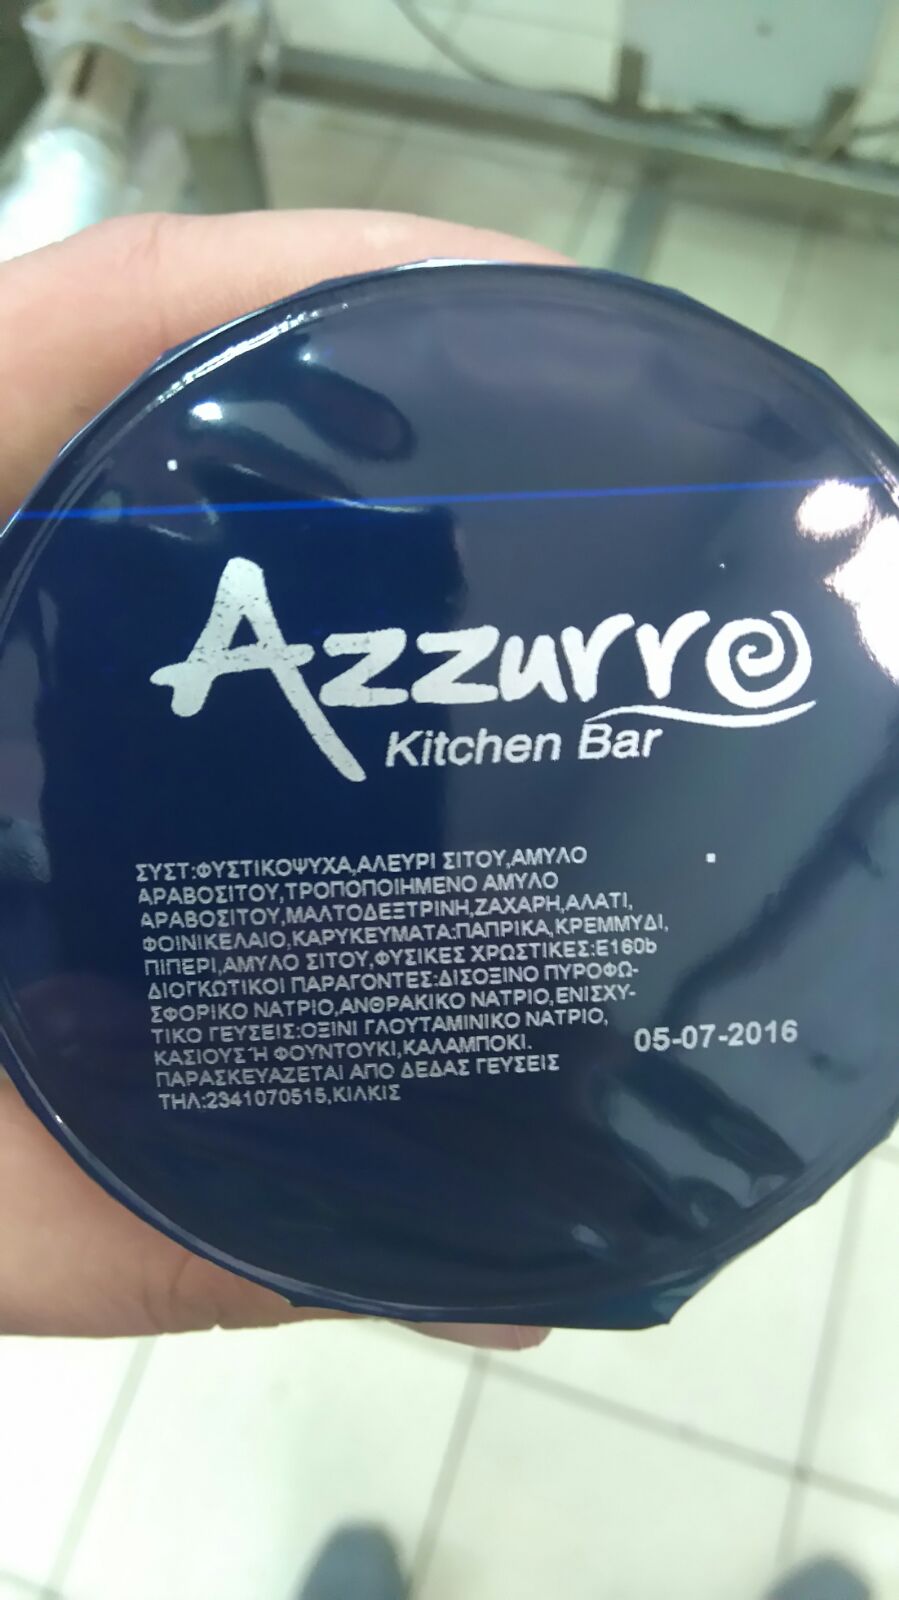 Azzurro
Kitchen Bar
ΣΥΣΤ:ΦΥΣΤΙΚΟΨΥΧΑ,ΑΛΕΥΡΙ ΣΙΤΟΥ,ΑΜΥΛΟ
ΑΡΑΒΟΣΙΤΟΥ,ΤΡΟΠΟΠΟΙΗΜΕΝΟ ΑΜΥΛΟ
ΑΡΑΒΟΣΙΤΟΥ,ΜΑΛΤΟΔΕΞΤΡΙΝΗ,ΖΑΧΑΡΗ,ΑΛΑΤΙ,
ΦΟΙΝΙΚΕΛΑΙΟ,ΚΑΡΥΚΕΥΜΑΤΑ:ΠΑΠΡΙΚΑ,ΚΡΕΜΜΥΔΙ,
ΠΙΠΕΡΙ,ΑΜΥΛΟ ΣΙΤΟΥ,ΦΥΣΙΚΕΣ ΧΡΩΣΤΙΚΕΣ:Ε160b
ΔΙΟΓΚΩΤΙΚΟΙ ΠΑΡΑΓΟΝΤΕΣ:ΔΙΣΟΞΙΝΟ ΠΥΡΟΦΩ-
ΣΦΟΡΙΚΟ ΝΑΤΡΙΟ,ΑΝΘΡΑΚΙΚΟ ΝΑΤΡΙΟ,ΕΝΙΣΧΥ-
ΤΙΚΟ ΓΕΥΣΕΙΣ:ΟΞΙΝΙ ΓΛΟΥΤΑΜΙΝΙΚΟ ΝΑΤΡΙΟ,
ΚΑΣΙΟΥΣ Ή ΦΟΥΝΤΟΥΚΙ,ΚΑΛΑΜΠΟΚΙ.
ΠΑΡΑΣΚΕΥΑΖΕΤΑΙ ΑΠΟ ΔΕΔΑΣ ΓΕΥΣΕΙΣ
ΤΗΛ:2341070515,ΚΙΛΚΙΣ
05-07-2016